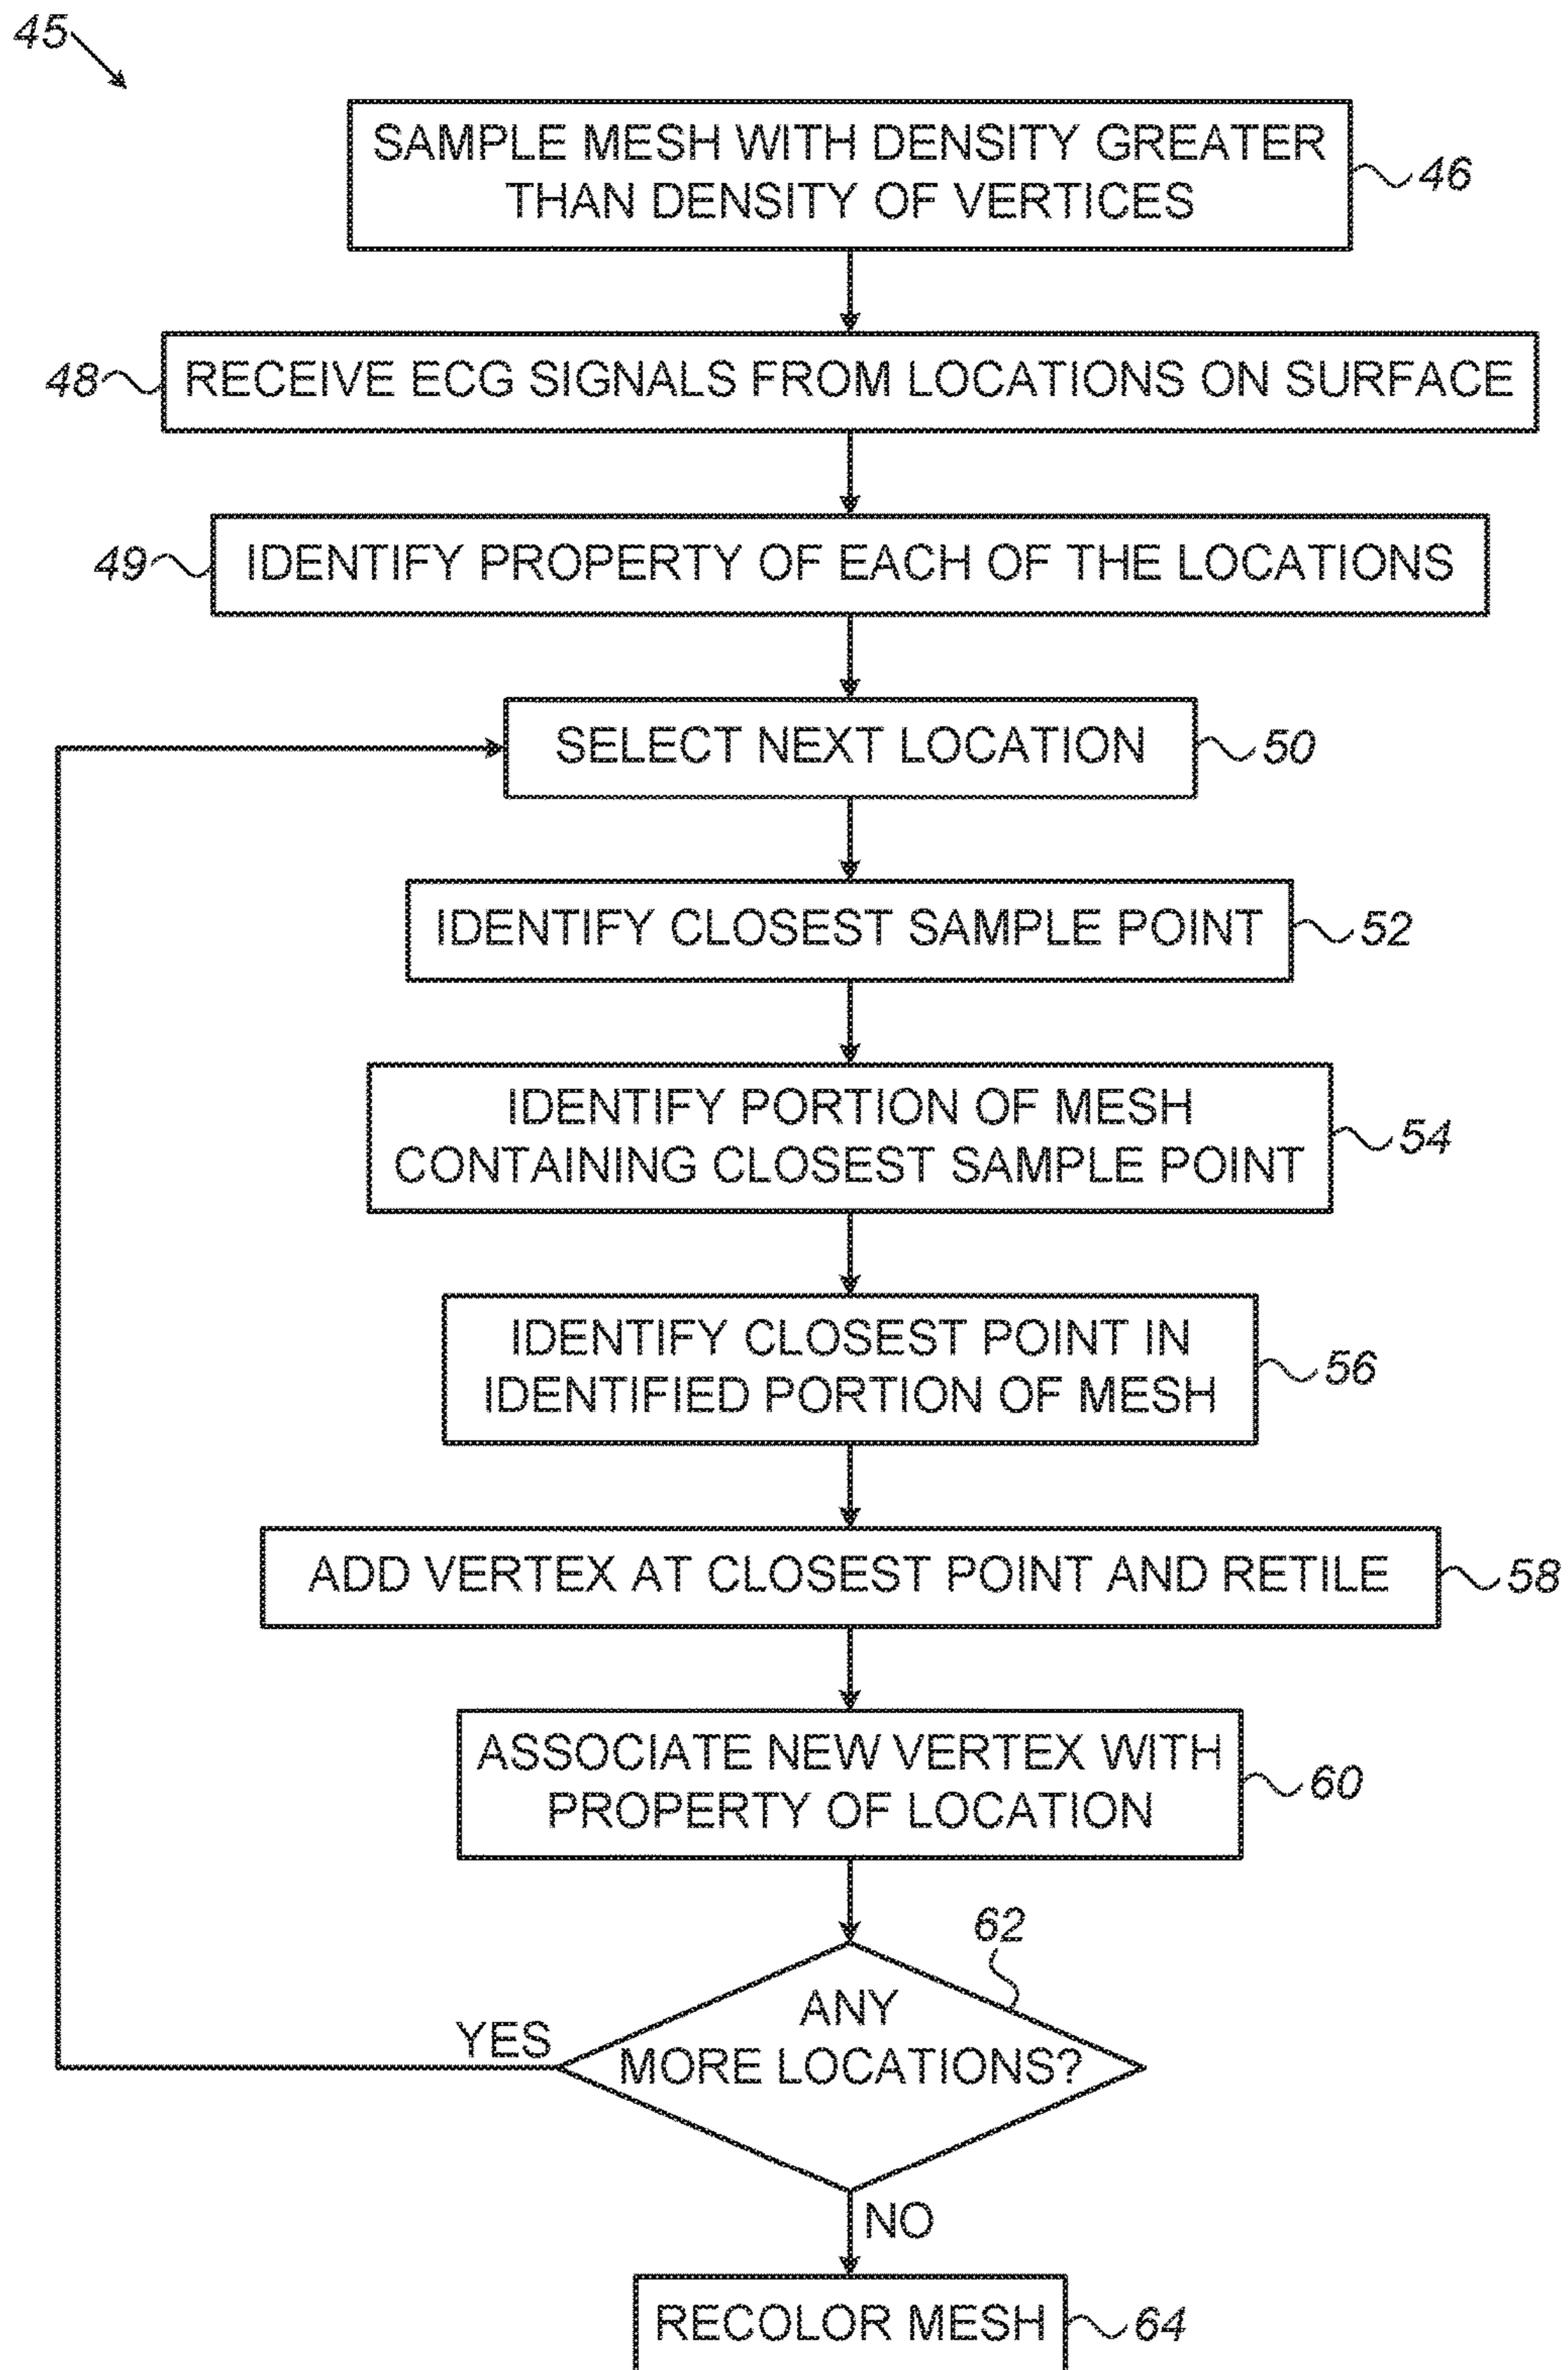 45
SAMPLE MESH WITH DENSITY GREATER
THAN DENSITY OF VERTICES
46
48
RECEIVE ECG SIGNALS FROM LOCATIONS ON SURFACE
49
IDENTIFY PROPERTY OF EACH OF THE LOCATIONS
SELECT NEXT LOCATION
50
IDENTIFY CLOSEST SAMPLE POINT
52
IDENTIFY PORTION OF MESH
CONTAINING CLOSEST SAMPLE POINT
54
IDENTIFY CLOSEST POINT IN
IDENTIFIED PORTION OF MESH
56
ADD VERTEX AT CLOSEST POINT AND RETILE
58
ASSOCIATE NEW VERTEX WITH
PROPERTY OF LOCATION
60
62
ANY
MORE LOCATIONS?
YES
NO
RECOLOR MESH
64